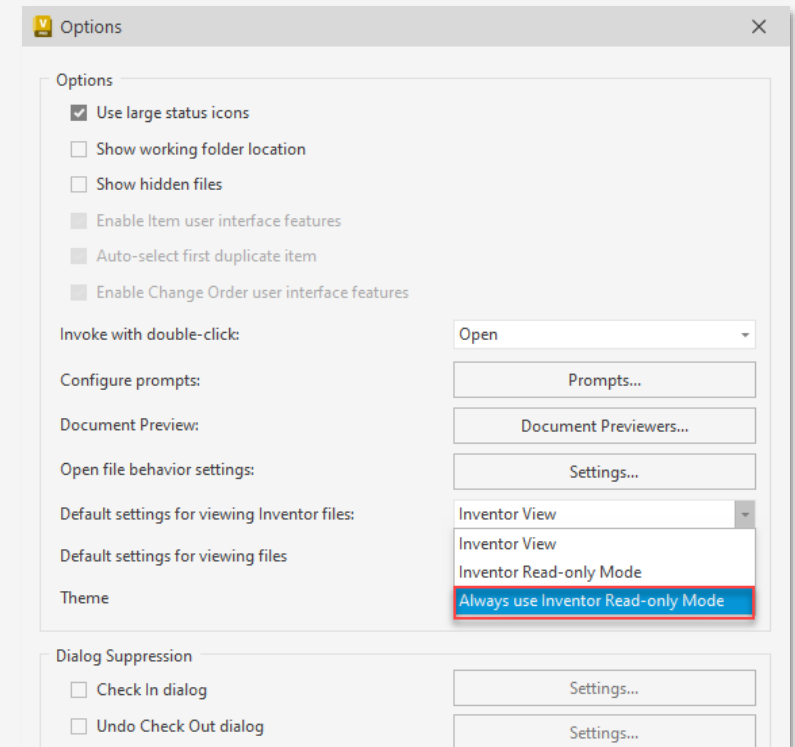 Options
Options
Use large status icons
Show working folder location
Show hidden files
Enable Item user interface features
Auto-select first duplicate item
Enable Change Order user interface features
Invoke with double-click: Open
Configure prompts: Prompts...
Document Preview: Document Previewers...
Open file behavior settings: Settings...
Default settings for viewing Inventor files: Inventor View
Inventor View
Default settings for viewing files
Inventor Read-only Mode
Theme Always use Inventor Read-only Mode
Dialog Suppression
Check In dialog Settings...
Undo Check Out dialog Settings...